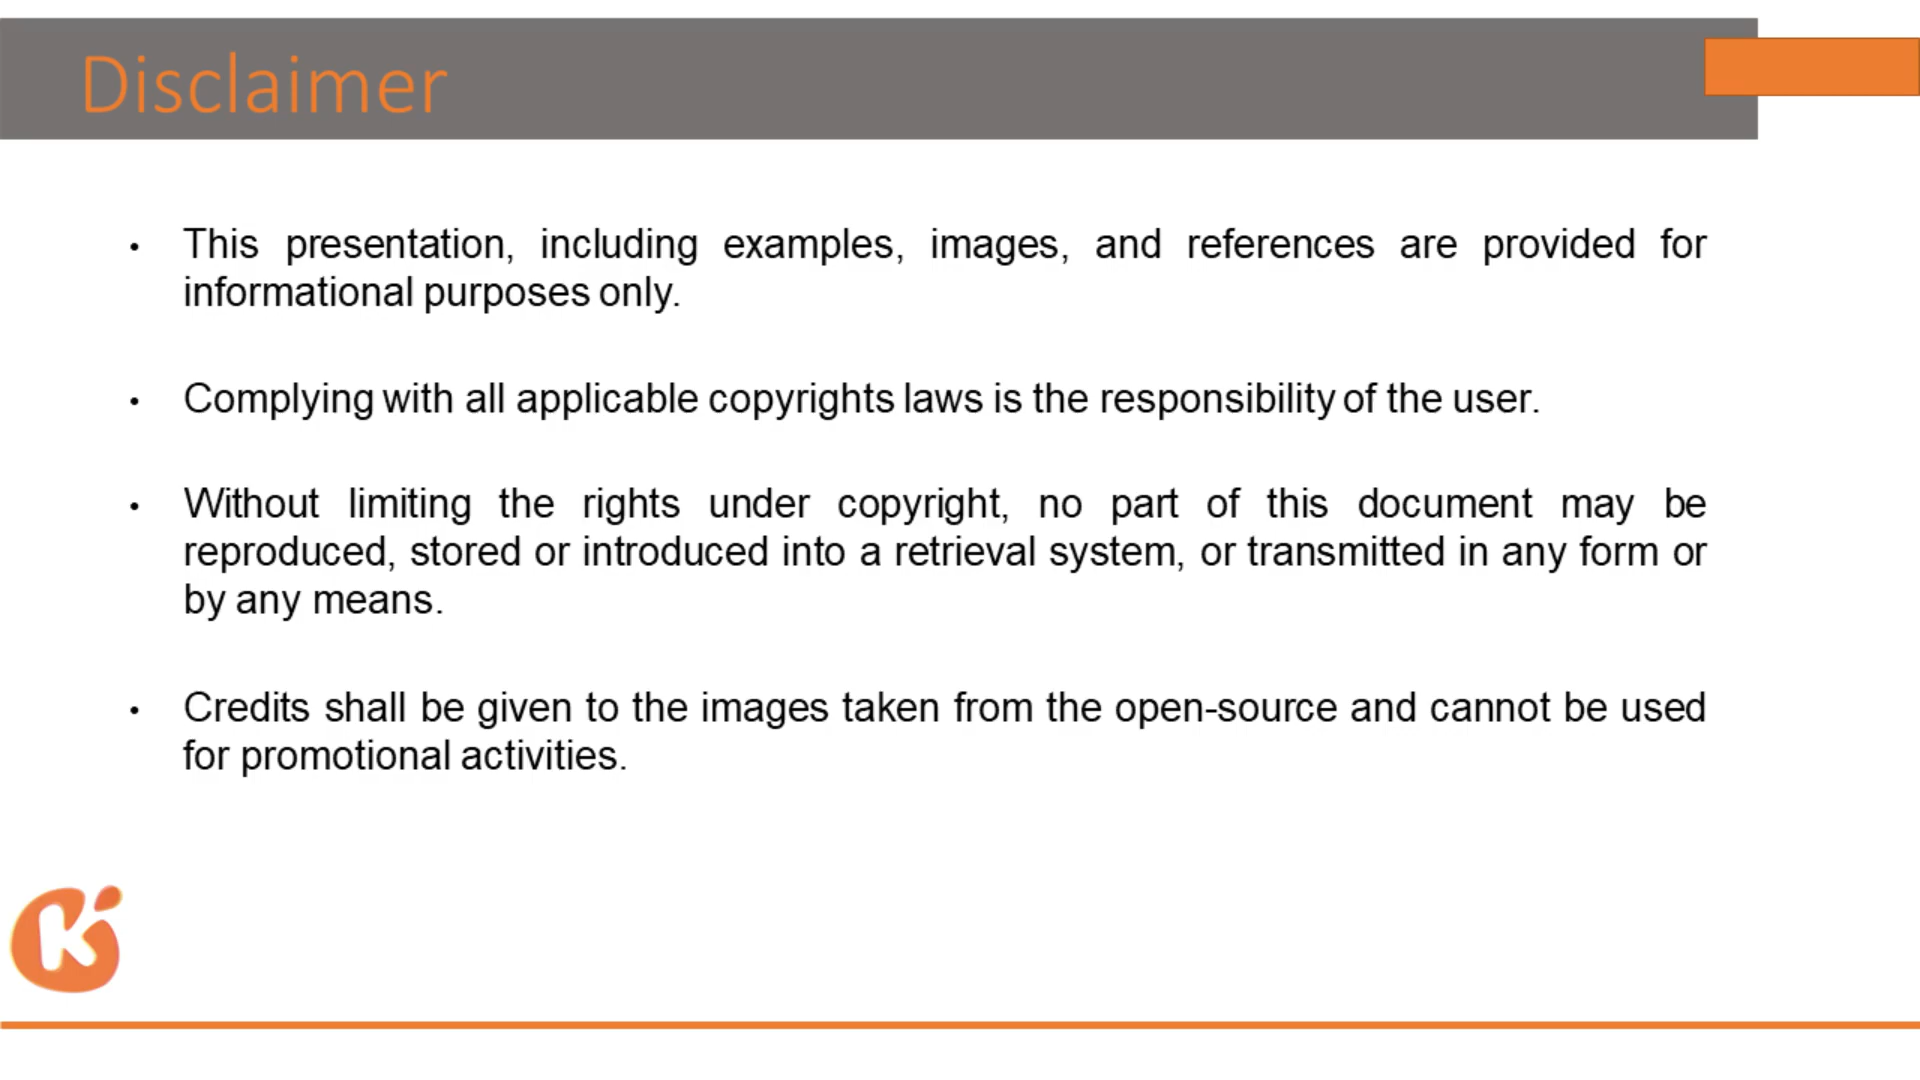 Disclaimer
• This presentation, including examples, images, and references are provided for
informational purposes only.
• Complying with all applicable copyrights laws is the responsibility of the user.
• Without limiting the rights under copyright, no part of this document may be
reproduced, stored or introduced into a retrieval system, or transmitted in any form or
by any means.
• Credits shall be given to the images taken from the open-source and cannot be used
for promotional activities.
K